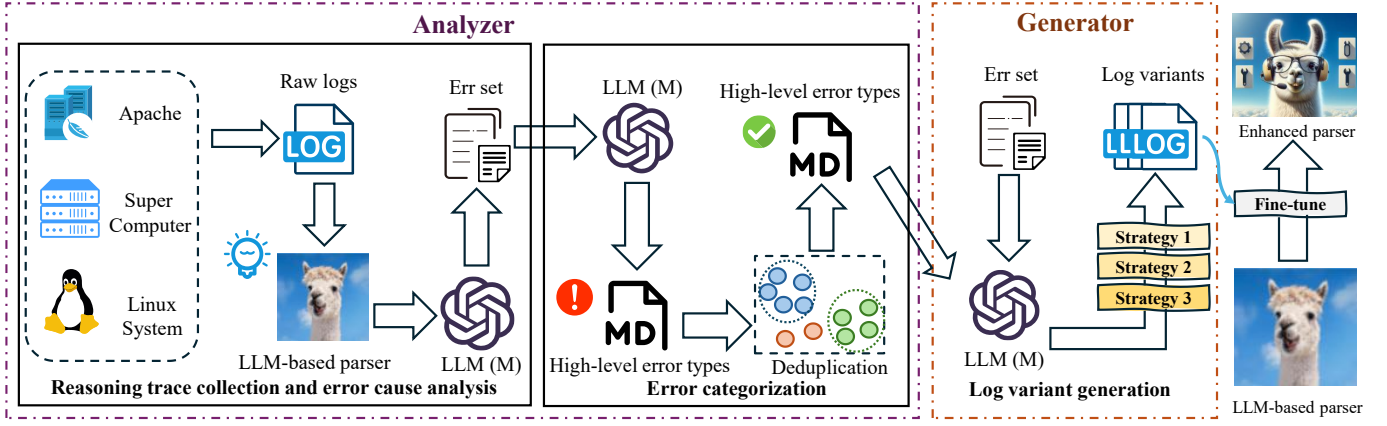 Analyzer
Generator
Apache
Super
Computer
Linux
System
Raw logs
LOG
LLM-based parser
Err set
LLM (M)
Reasoning trace collection and error cause analysis
LLM (M)
High-level error types
MD
MD
High-level error types
Deduplication
Error categorization
Err set
LLM (M)
Log variants
LLLOG
Strategy 1
Strategy 2
Strategy 3
Log variant generation
Enhanced parser
Fine-tune
LLM-based parser